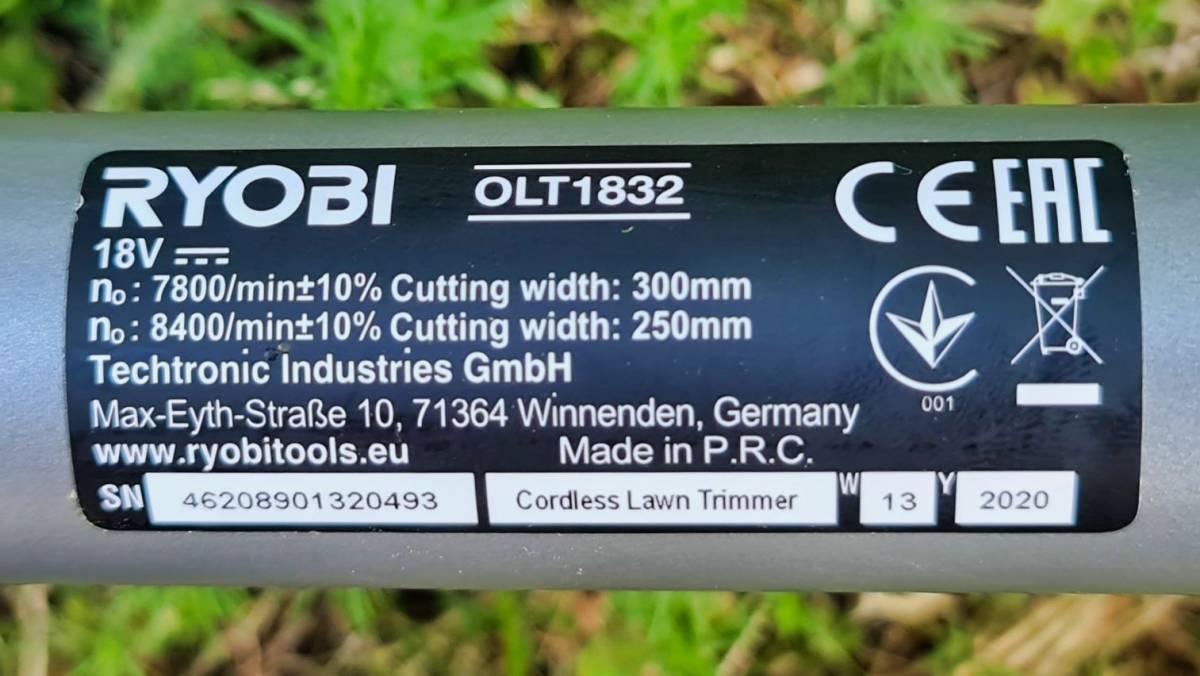 RYOBI OLT1832 CE EAC
18V
n₀: 7800/min±10% Cutting width: 300mm
n₀: 8400/min±10% Cutting width: 250mm
Techtronic Industries GmbH
Max-Eyth-Straße 10, 71364 Winnenden, Germany
001
www.ryobitools.eu Made in P.R.C.
SN 46208901320493 Cordless Lawn Trimmer W 13 Y 2020